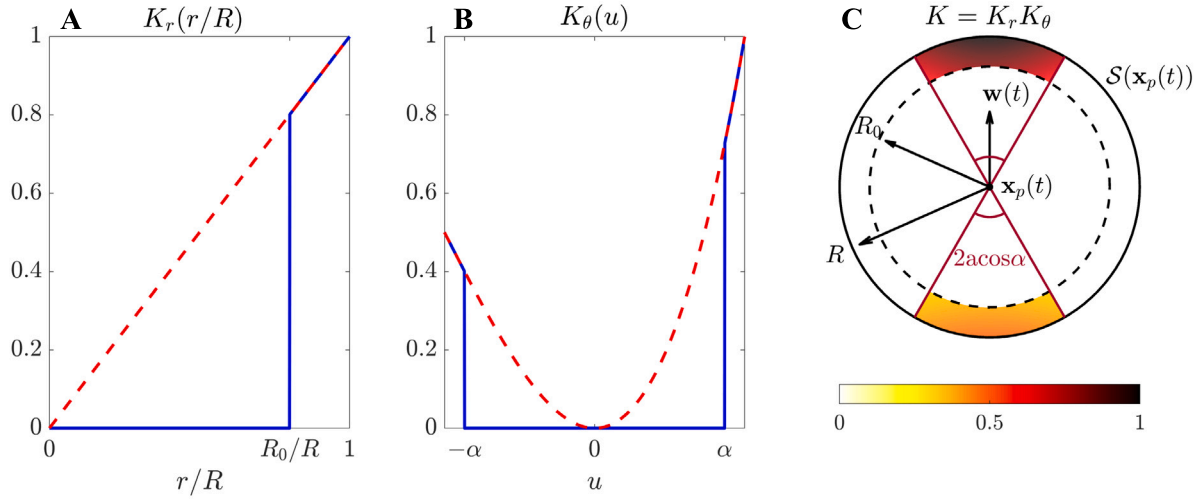 A
K_r(r/R)
1
0.8
0.6
0.4
0.2
0
0
R_0/R
1
r/R
B
K_θ(u)
1
0.8
0.6
0.4
0.2
0
−α
0
α
u
C
K = K_r K_θ
S(x_p(t))
w(t)
R_0
x_p(t)
R
2acosα
0
0.5
1